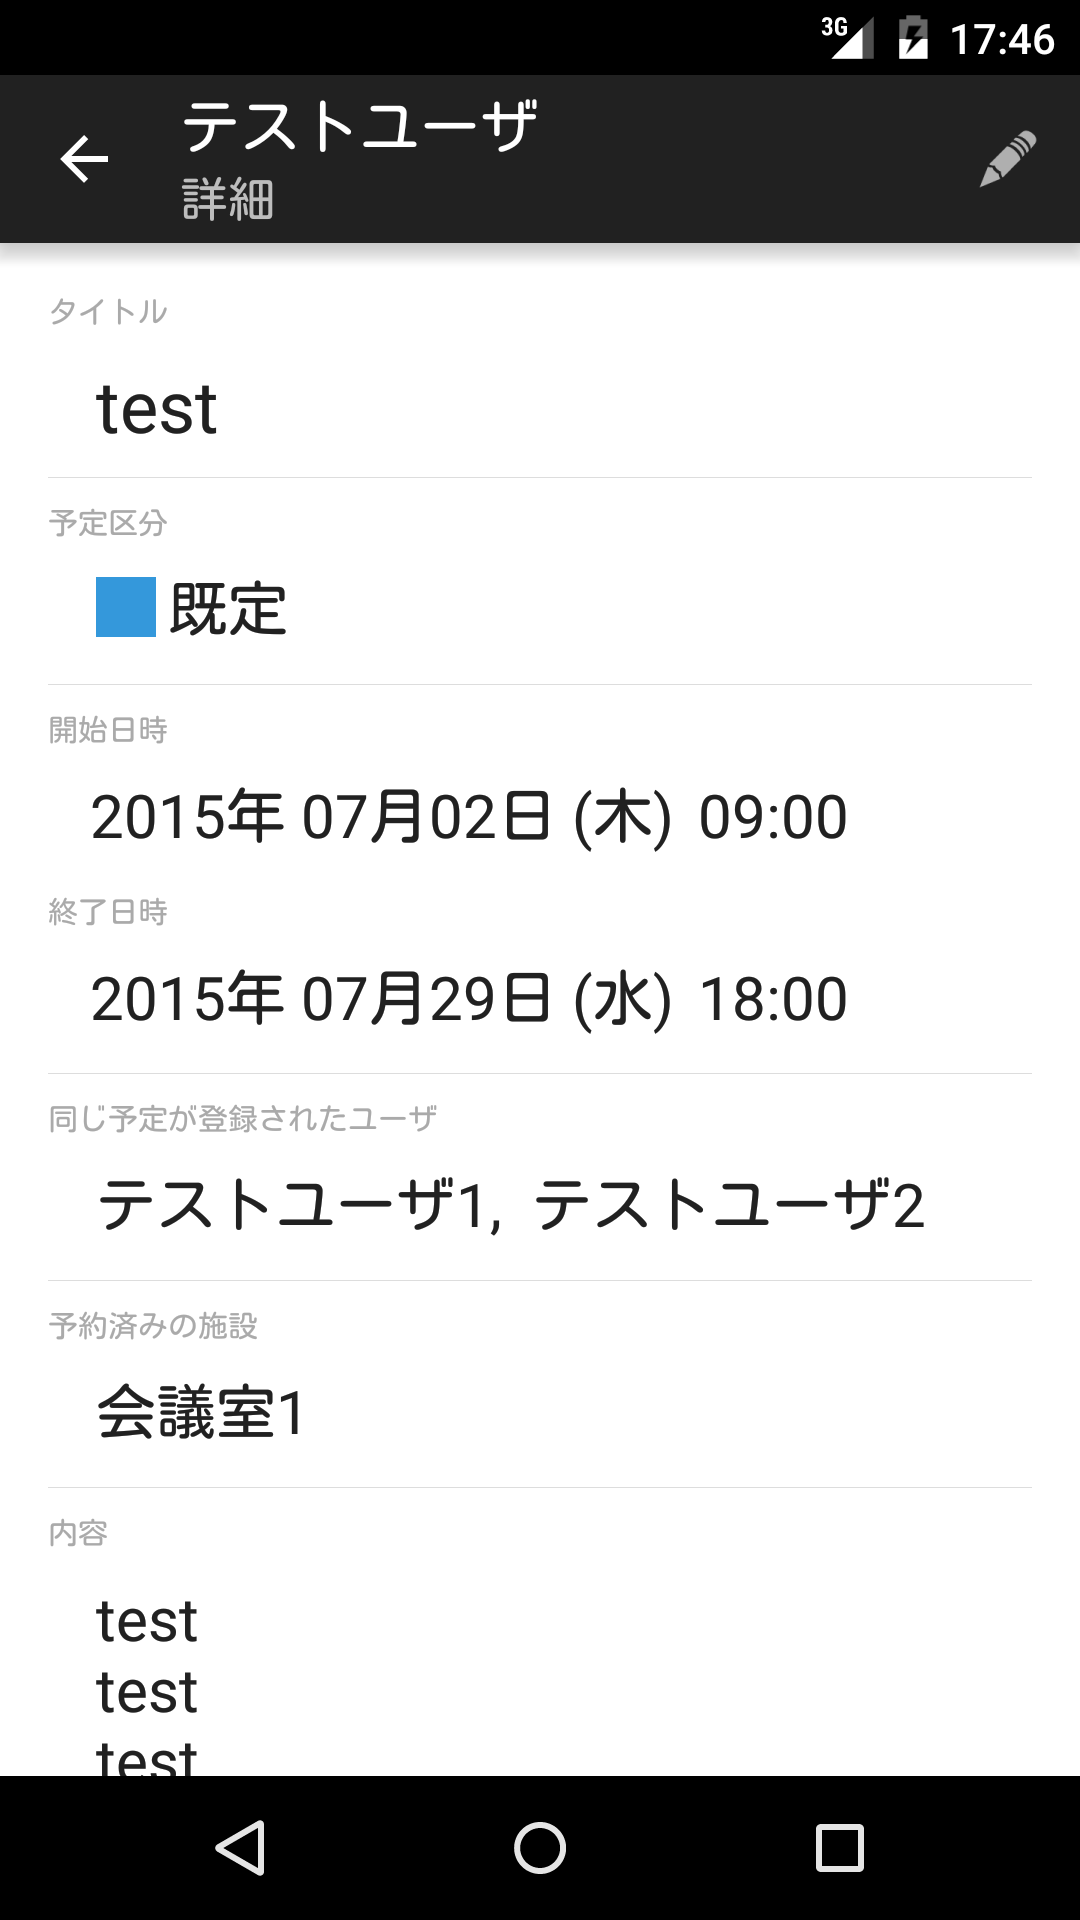 3G 17:46
テストユーザ
詳細
タイトル
test
予定区分
既定
開始日時
2015年 07月02日 (木) 09:00
終了日時
2015年 07月29日 (水) 18:00
同じ予定が登録されたユーザ
テストユーザ1, テストユーザ2
予約済みの施設
会議室1
内容
test
test
test